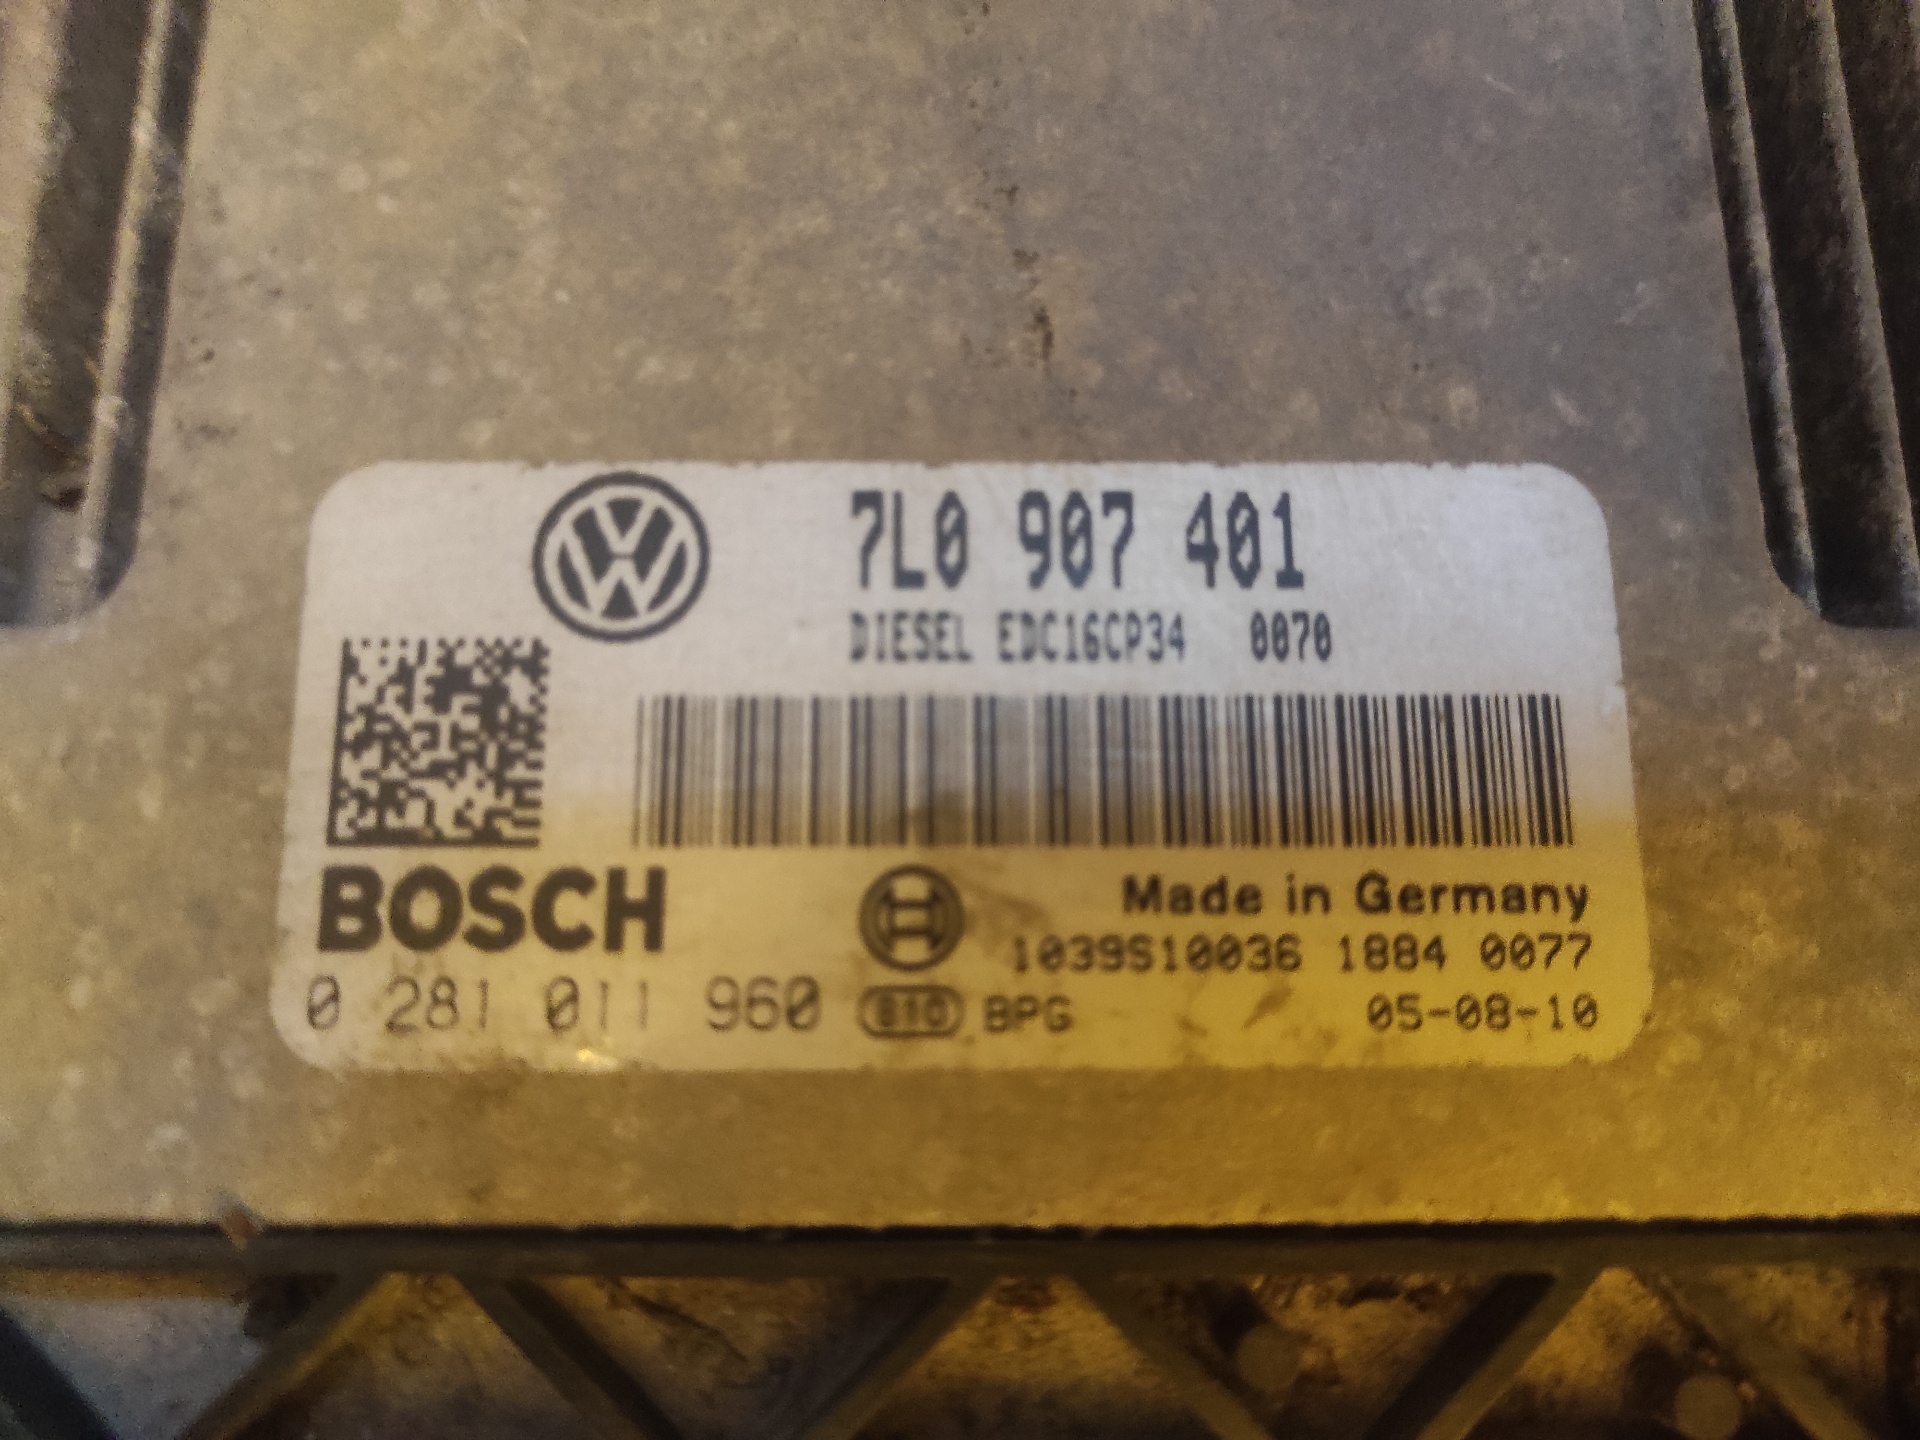 7L0 907 401
DIESEL EDC16CP34 0070
BOSCH
Made in Germany
1039S10036 1884 0077
0 281 011 960 BPG 05-08-10